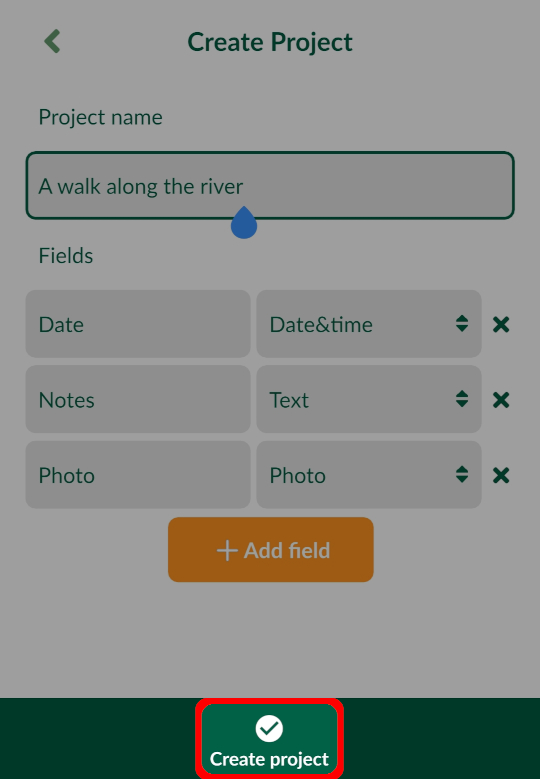 Create Project
Project name
A walk along the river
Fields
Date Date&time
Notes Text
Photo Photo
Add field
Create project